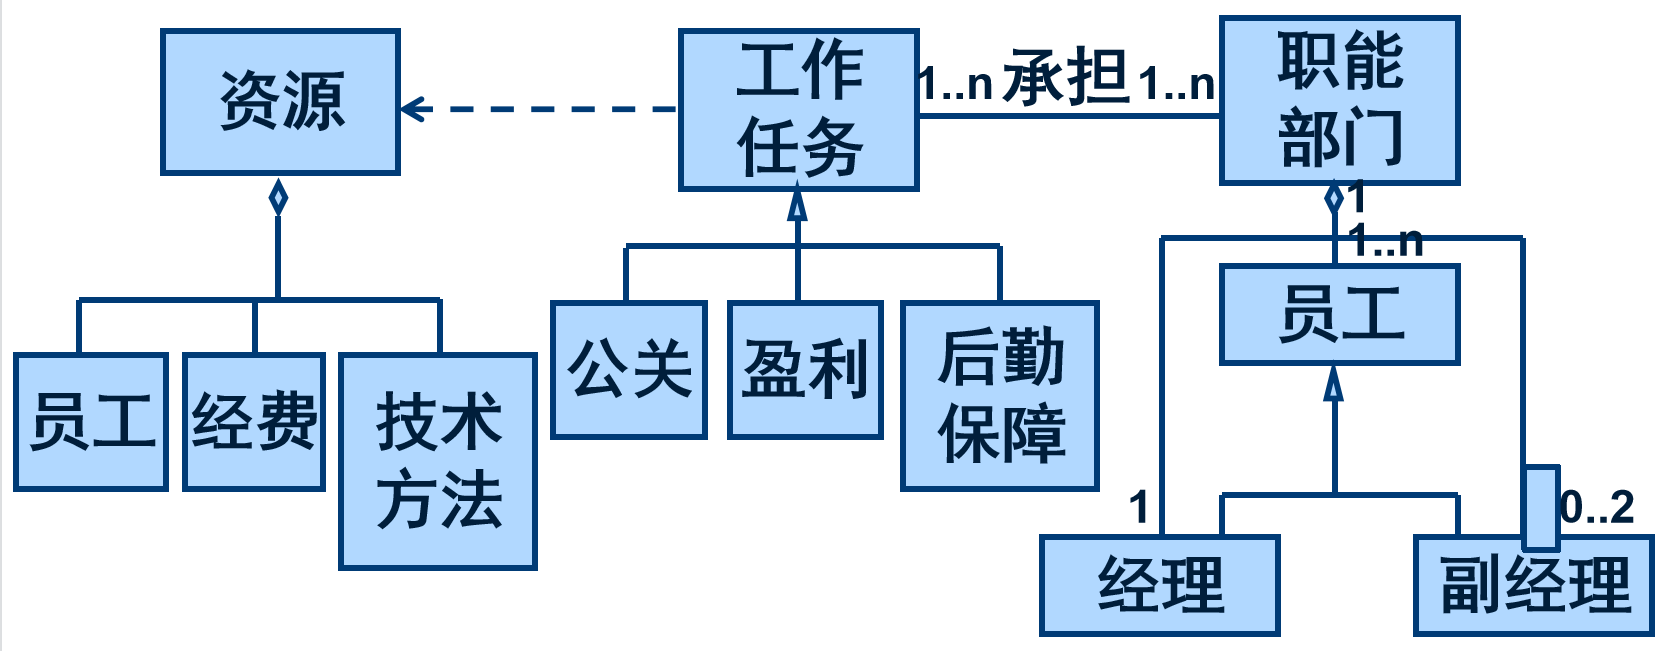 资源
工作
任务
1..n 承担 1..n
职能
部门
1
1..n
员工
员工
经费
技术
方法
公关
盈利
后勤
保障
1
0..2
经理
副经理